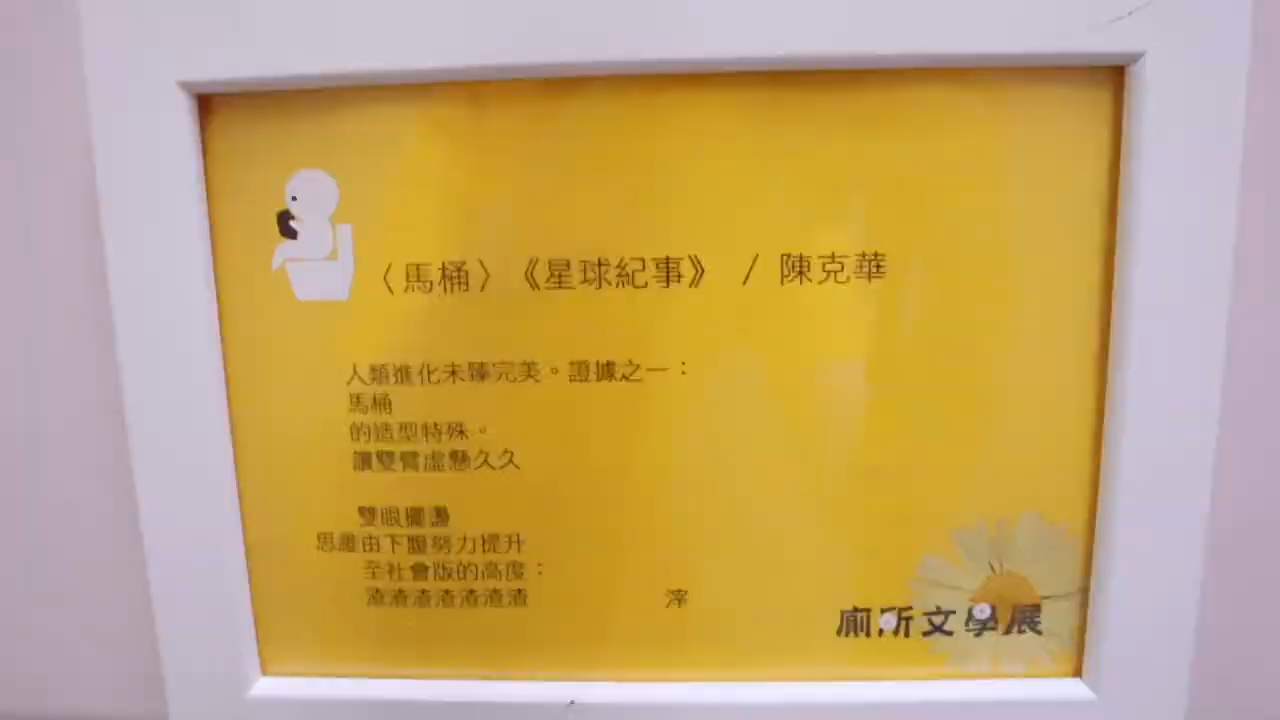 〈馬桶〉《星球紀事》 / 陳克華
人類進化未臻完美。證據之一：
馬桶
的造型特殊。
讓雙臂虛懸久久
雙眼擺盪
思維由下腹努力提升
至社會版的高度：
渣渣渣渣渣渣渣 滓
廁所文學展